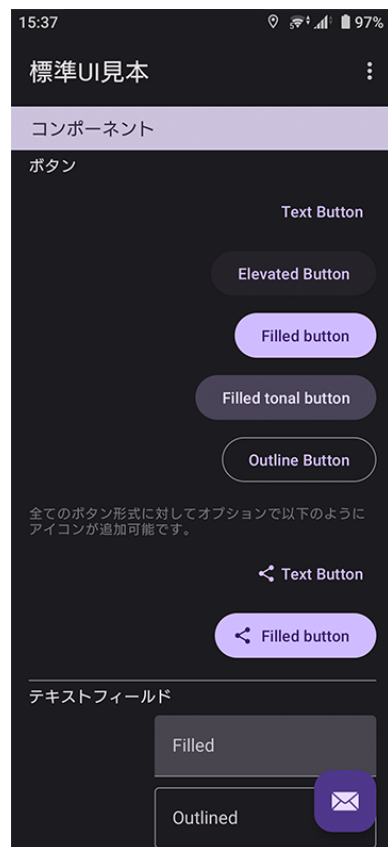 15:37
97%
標準UI見本
コンポーネント
ボタン
Text Button
Elevated Button
Filled button
Filled tonal button
Outline Button
全てのボタン形式に対してオプションで以下のように
アイコンが追加可能です。
Text Button
Filled button
テキストフィールド
Filled
Outlined